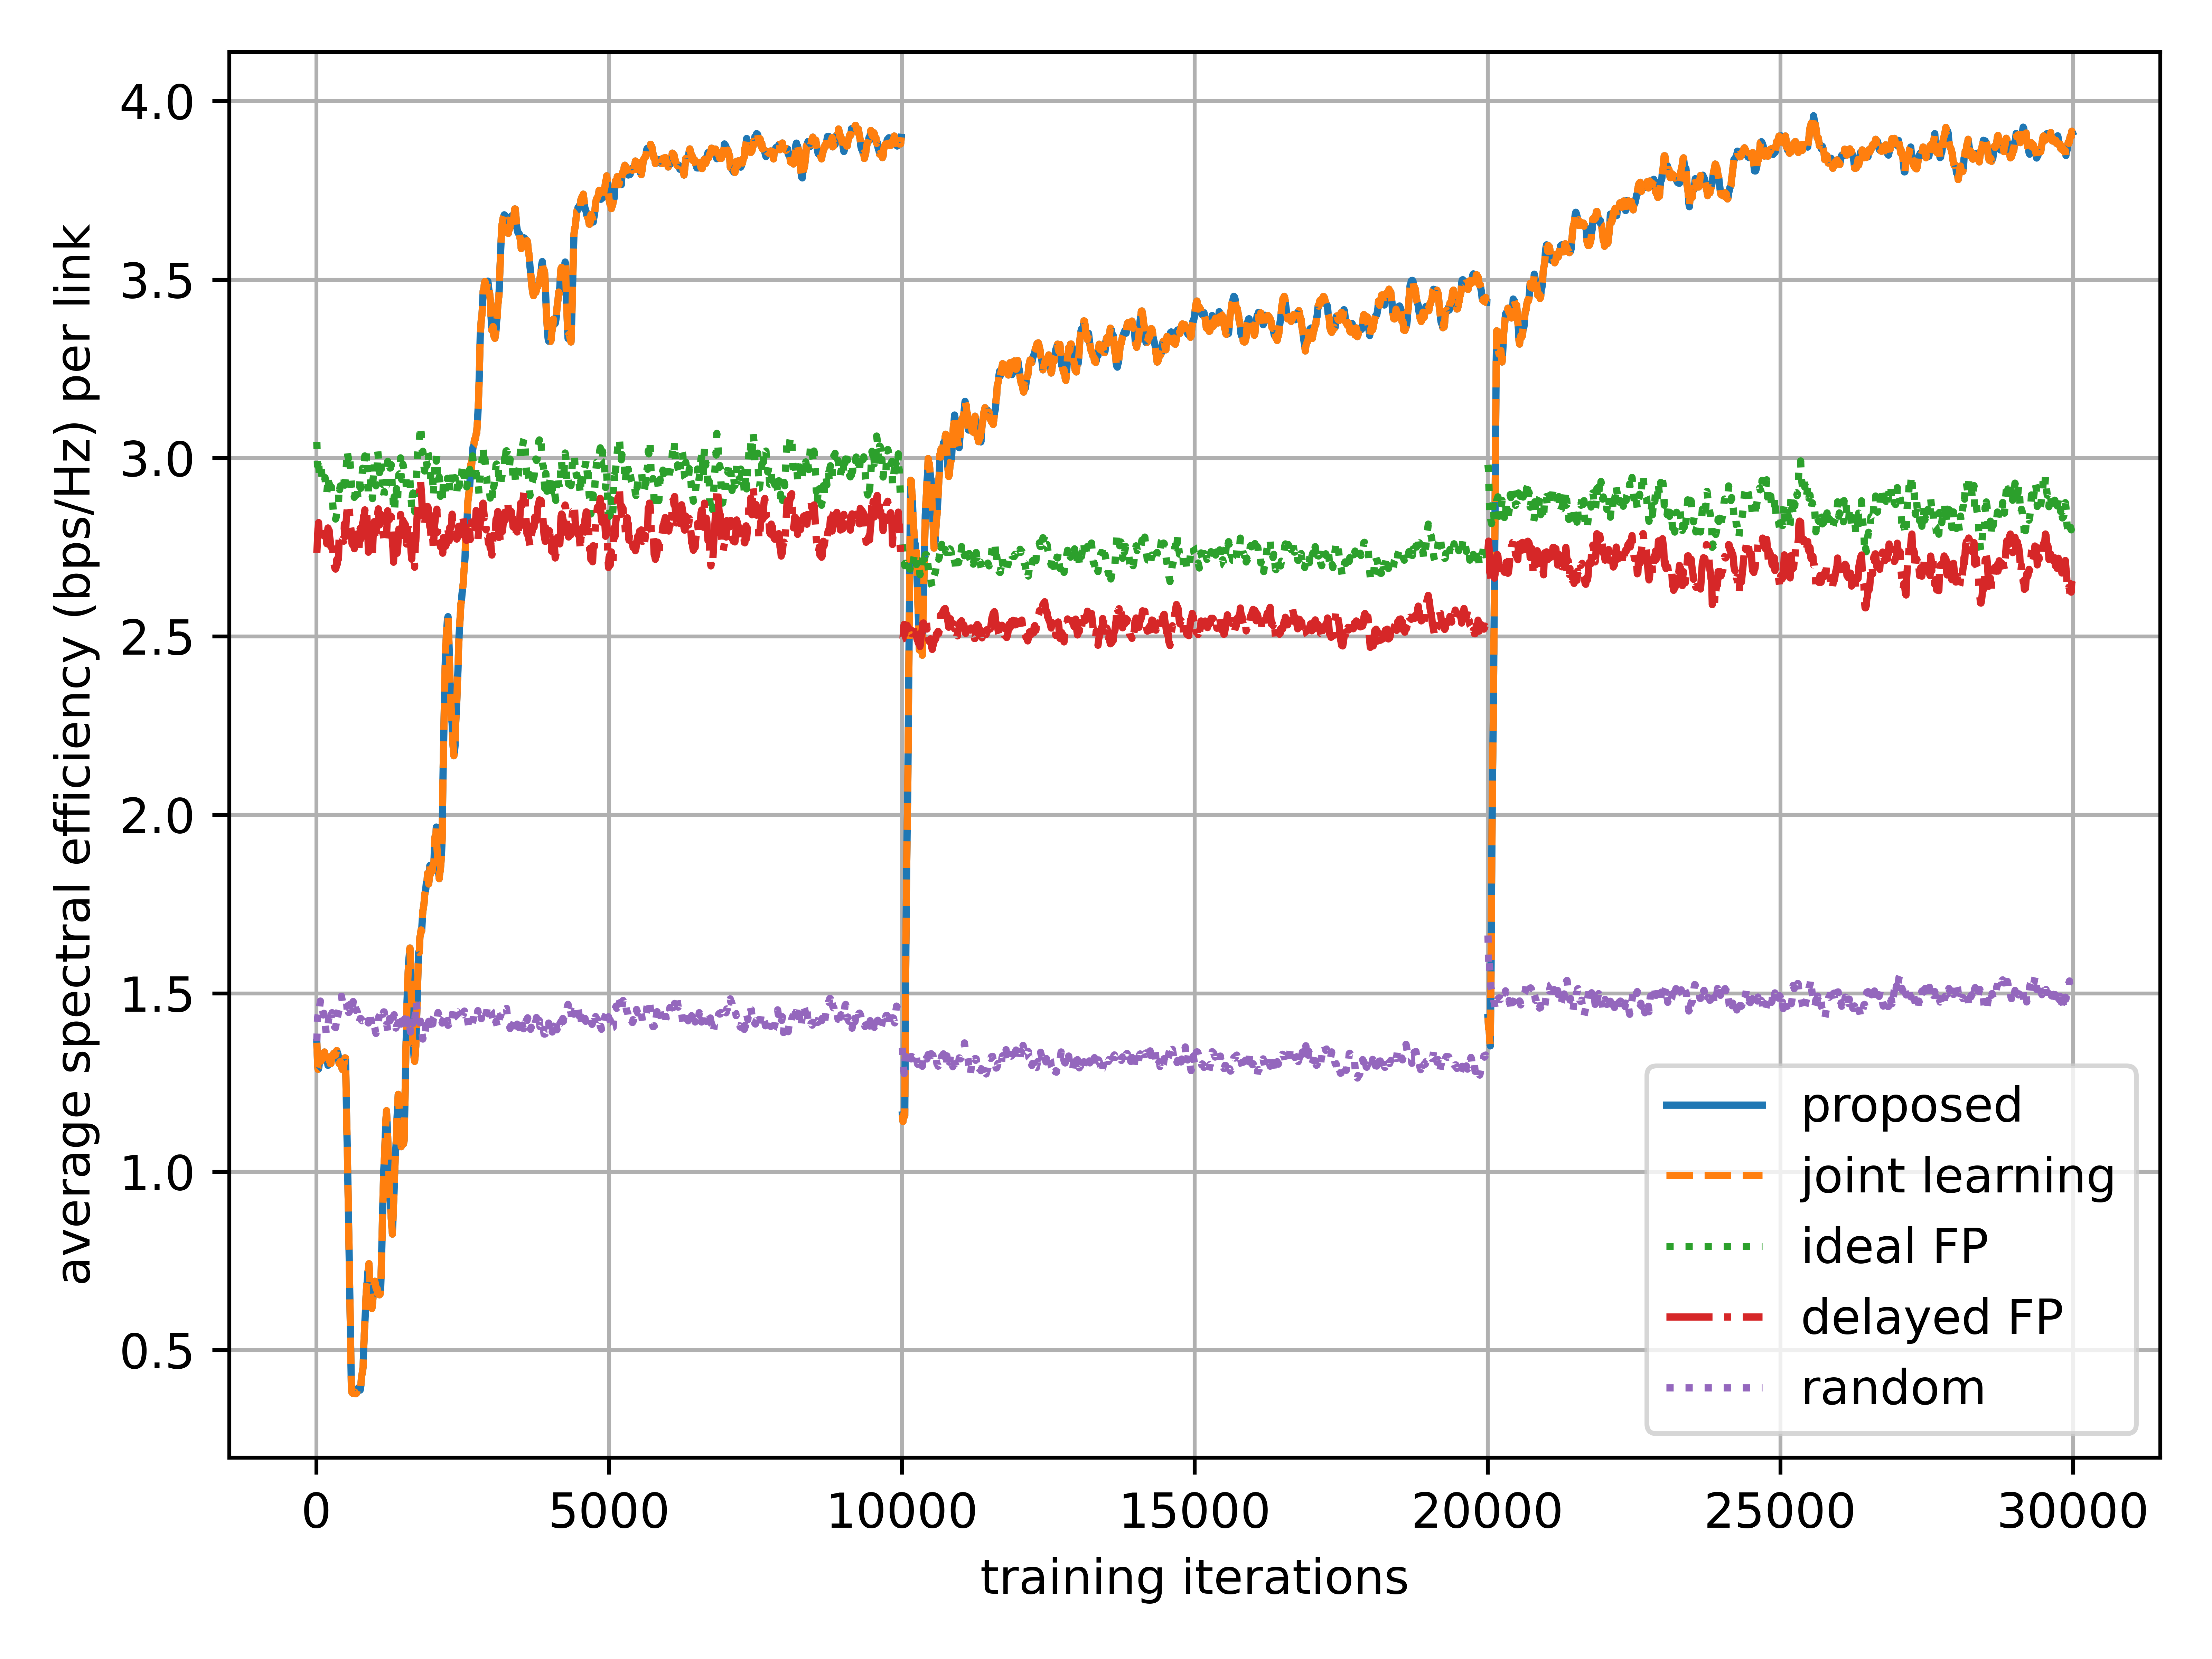 average spectral efficiency (bps/Hz) per link
4.0
3.5
3.0
2.5
2.0
1.5
1.0
0.5
proposed
joint learning
ideal FP
delayed FP
random
0 5000 10000 15000 20000 25000 30000
training iterations